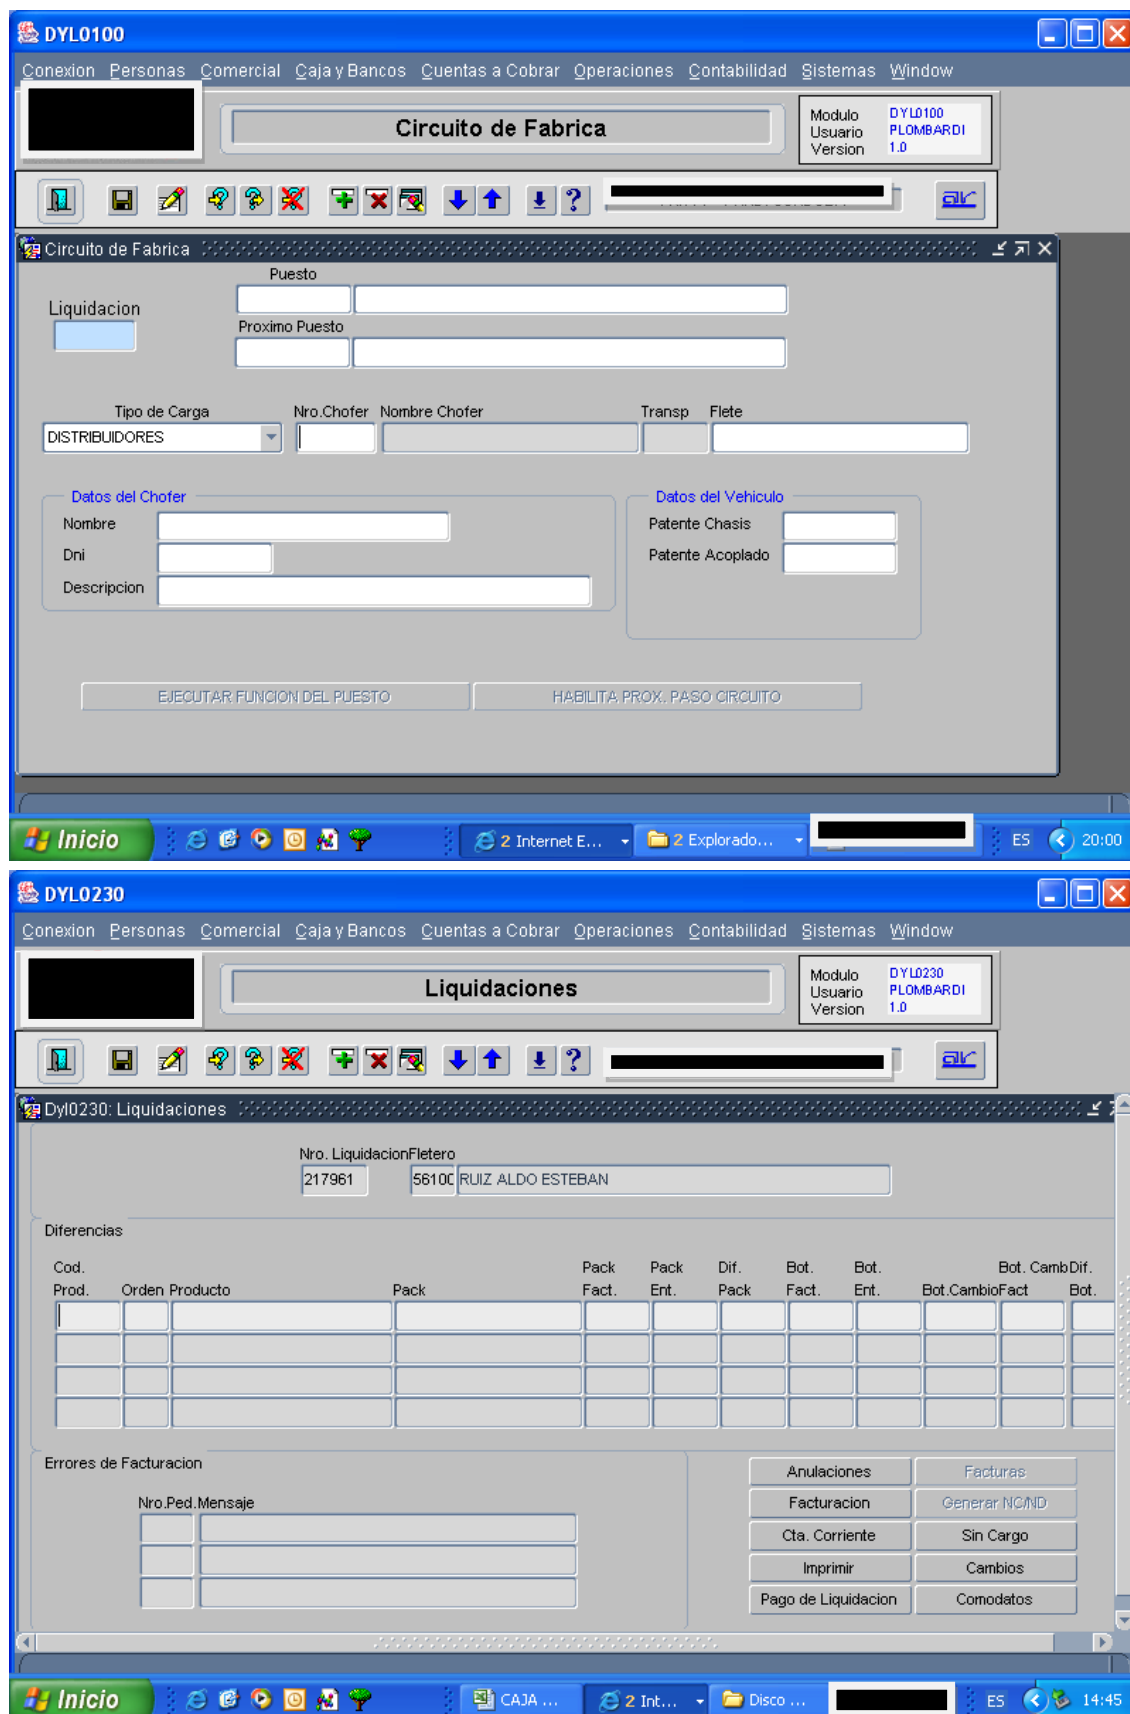 DYL0100
Conexion Personas Comercial Caja y Bancos Cuentas a Cobrar Operaciones Contabilidad Sistemas Window
Circuito de Fabrica
Modulo DYL0100
Usuario PLOMBARDI
Version 1.0
Circuito de Fabrica
Puesto
Liquidacion
Proximo Puesto
Tipo de Carga Nro.Chofer Nombre Chofer Transp Flete
DISTRIBUIDORES
Datos del Chofer Datos del Vehiculo
Nombre Patente Chasis
Dni Patente Acoplado
Descripcion
EJECUTAR FUNCION DEL PUESTO HABILITA PROX. PASO CIRCUITO
Inicio 2 Internet E... 2 Explorado... ES 20:00
DYL0230
Conexion Personas Comercial Caja y Bancos Cuentas a Cobrar Operaciones Contabilidad Sistemas Window
Liquidaciones
Modulo DYL0230
Usuario PLOMBARDI
Version 1.0
Dyl0230: Liquidaciones
Nro. Liquidacion Fletero
217961 5610 RUIZ ALDO ESTEBAN
Diferencias
Cod. Pack Pack Dif. Bot. Bot. Bot. Camb Dif.
Prod. Orden Producto Pack Fact. Ent. Pack Fact. Ent. Bot.Cambio Fact Bot.
Errores de Facturacion
Nro.Ped. Mensaje
Anulaciones Facturas
Facturacion Generar NC/ND
Cta. Corriente Sin Cargo
Imprimir Cambios
Pago de Liquidacion Comodatos
Inicio CAJA ... 2 Int... Disco ... ES 14:45